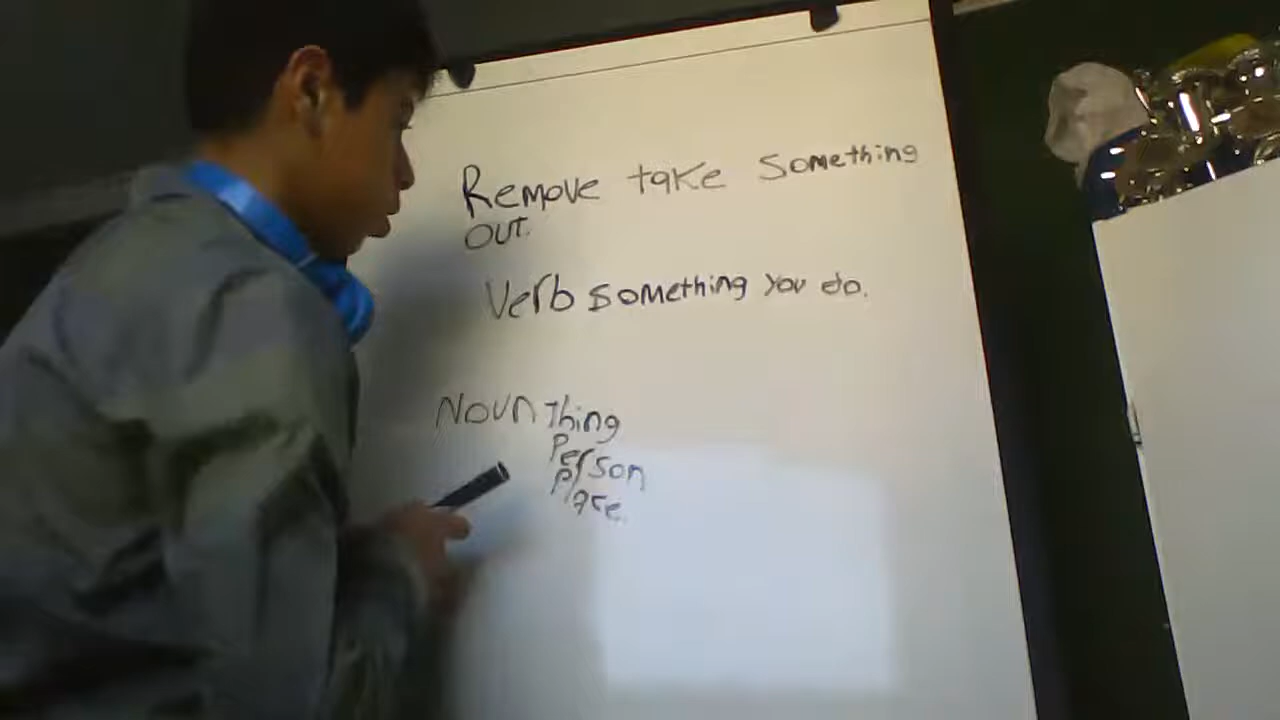 Remove take something
out.
Verb something you do.
Noun Thing
Person
Place.